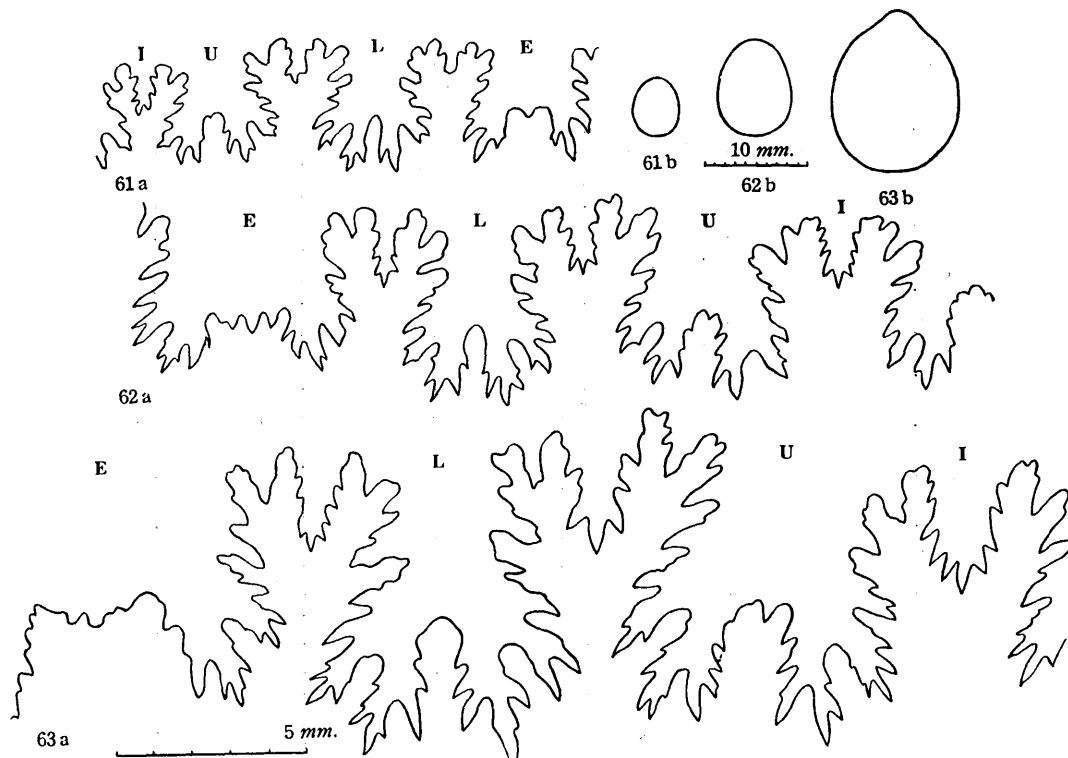 I U L E
61 a
61 b
10 mm.
62 b
63 b
E L U I
62 a
E L U I
63 a
5 mm.